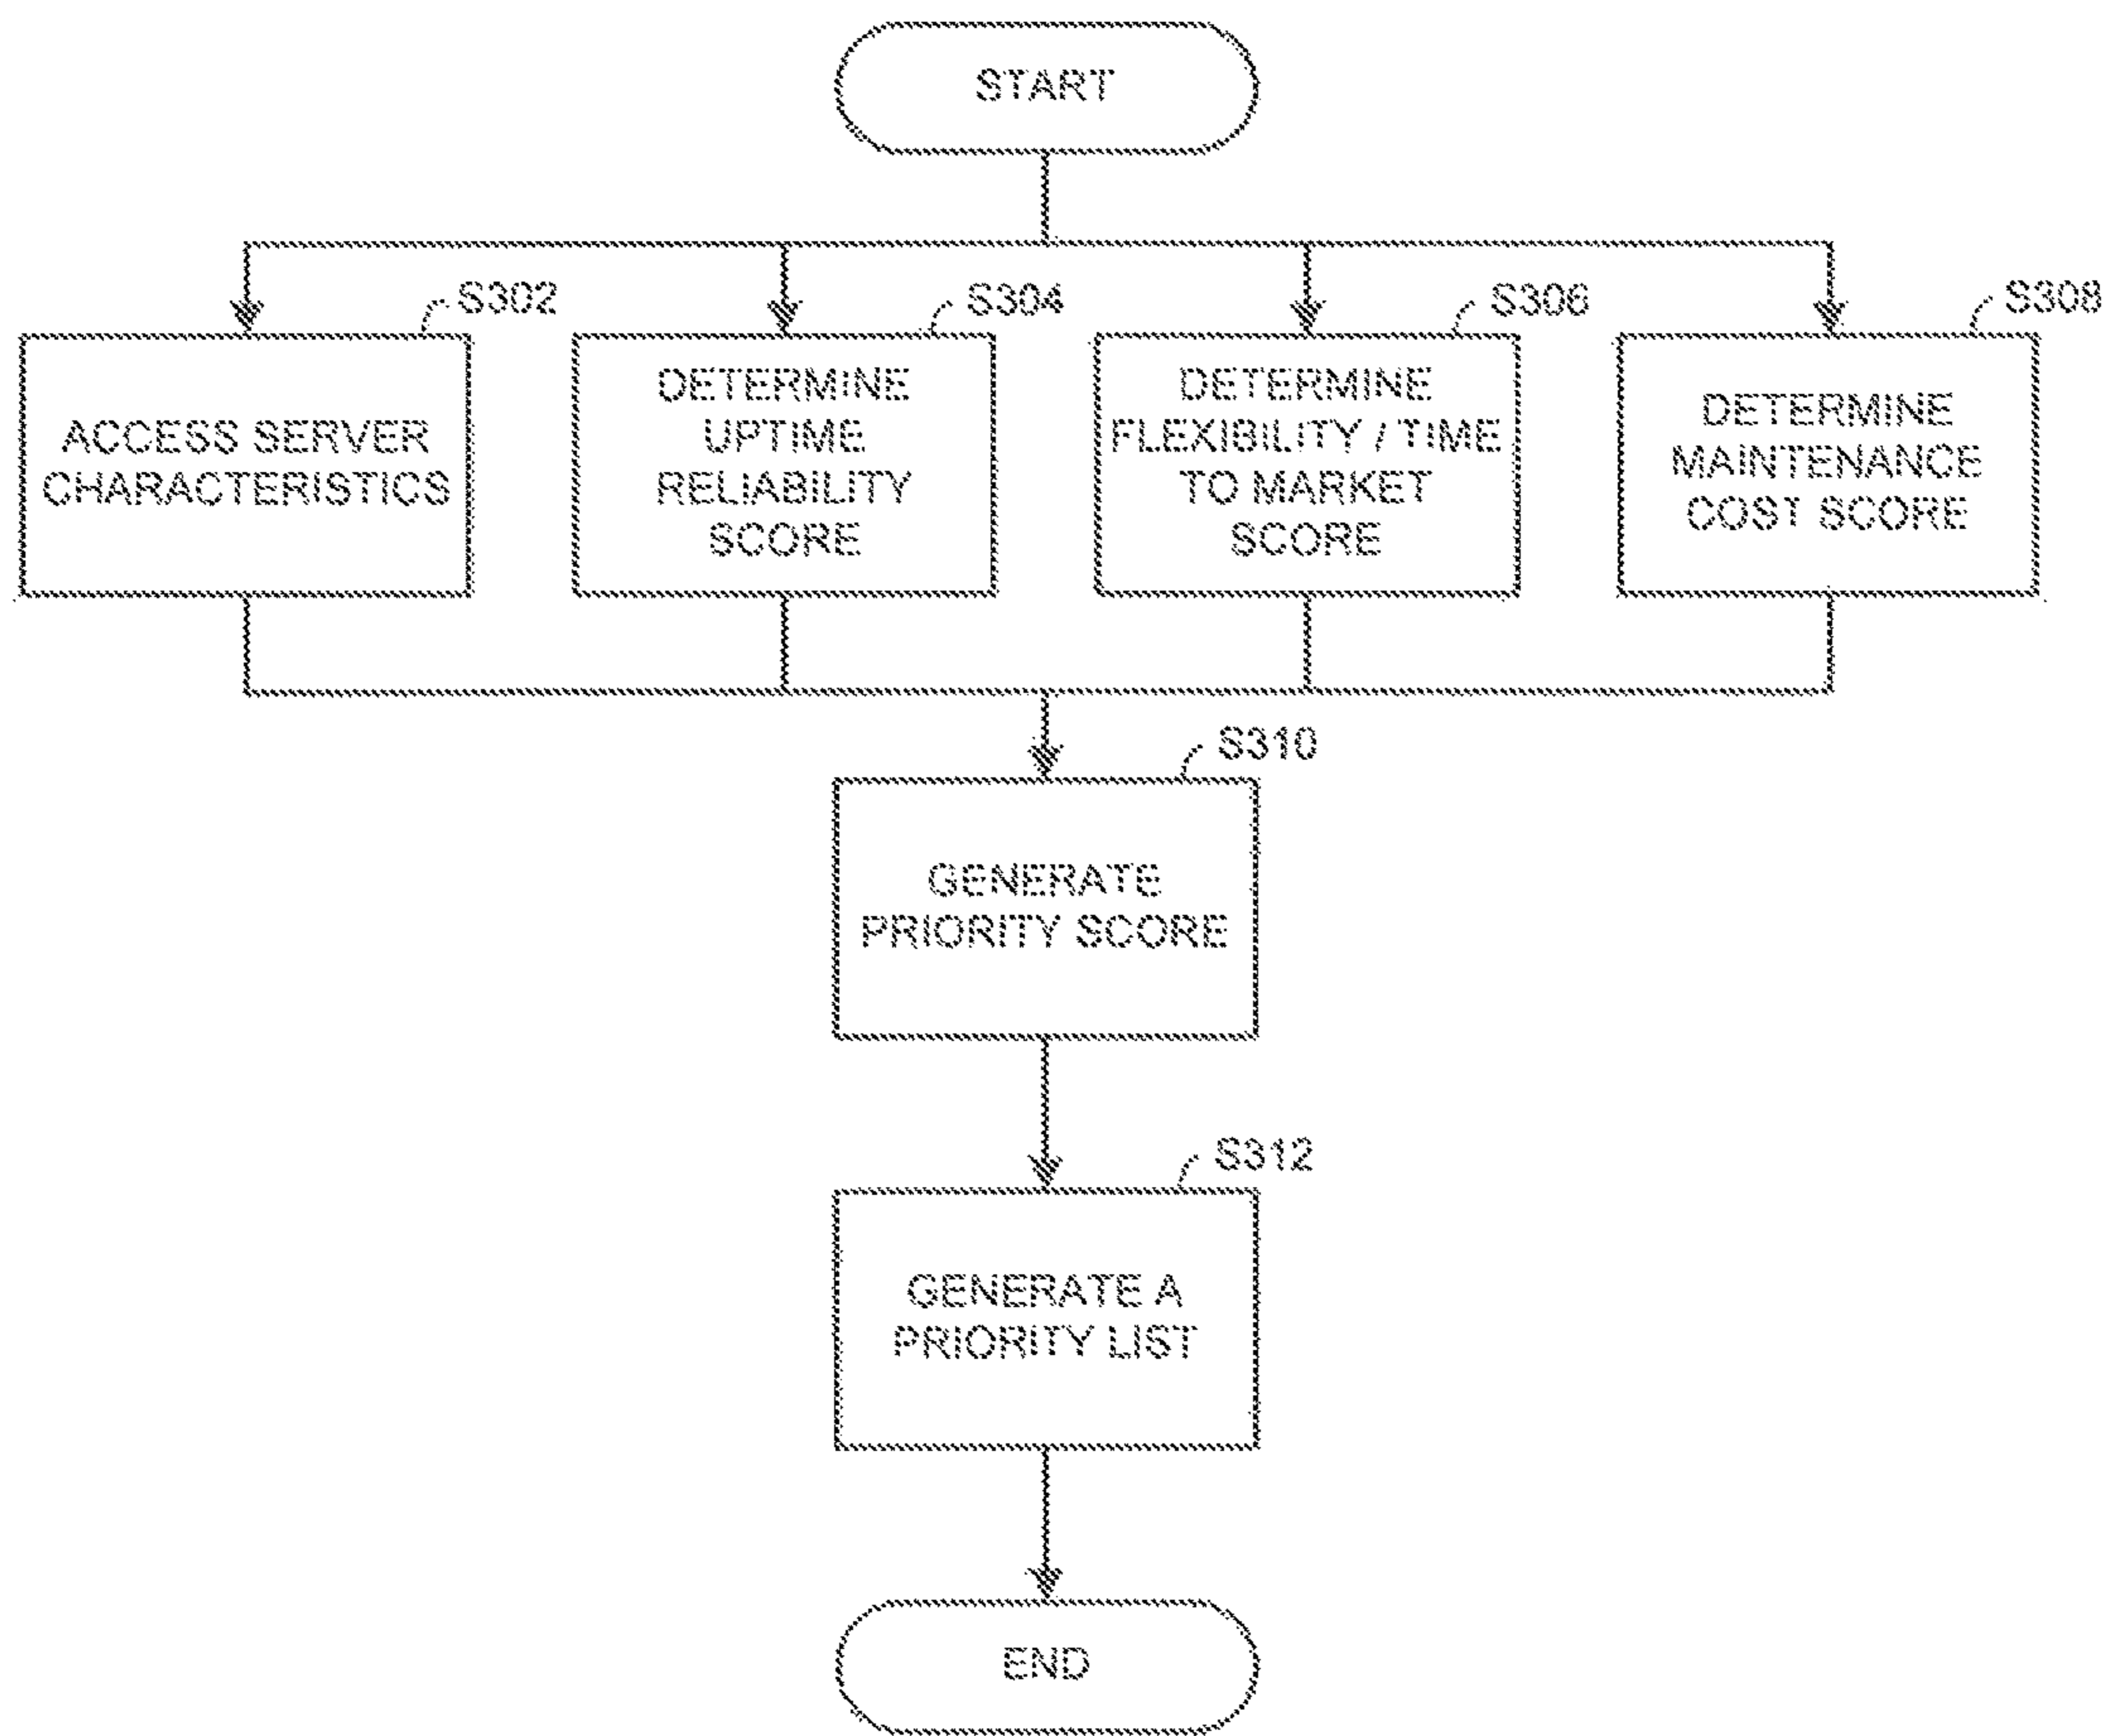 START
S302
ACCESS SERVER
CHARACTERISTICS
S304
DETERMINE
UPTIME
RELIABILITY
SCORE
S306
DETERMINE
FLEXIBILITY / TIME
TO MARKET
SCORE
S308
DETERMINE
MAINTENANCE
COST SCORE
S310
GENERATE
PRIORITY SCORE
S312
GENERATE A
PRIORITY LIST
END